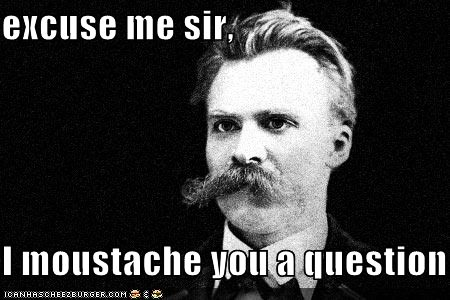 excuse me sir,
I moustache you a question
ICANHASCHEEZBURGER.COM